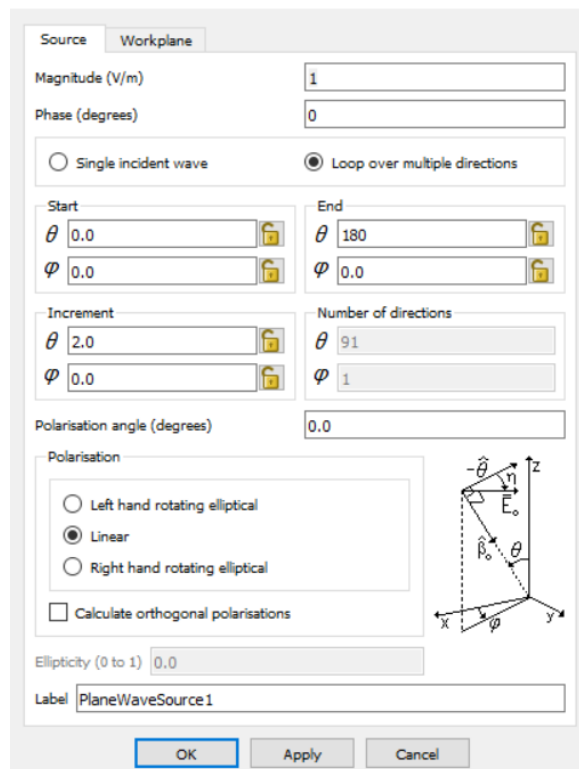 Source Workplane
Magnitude (V/m) 1
Phase (degrees) 0
Single incident wave Loop over multiple directions
Start End
θ 0.0 θ 180
φ 0.0 φ 0.0
Increment Number of directions
θ 2.0 θ 91
φ 0.0 φ 1
Polarisation angle (degrees) 0.0
Polarisation
Left hand rotating elliptical
Linear
Right hand rotating elliptical
Calculate orthogonal polarisations
-θ̂ η z
E̅₀
β̂₀ θ
x φ y
Ellipticity (0 to 1) 0.0
Label PlaneWaveSource1
OK Apply Cancel